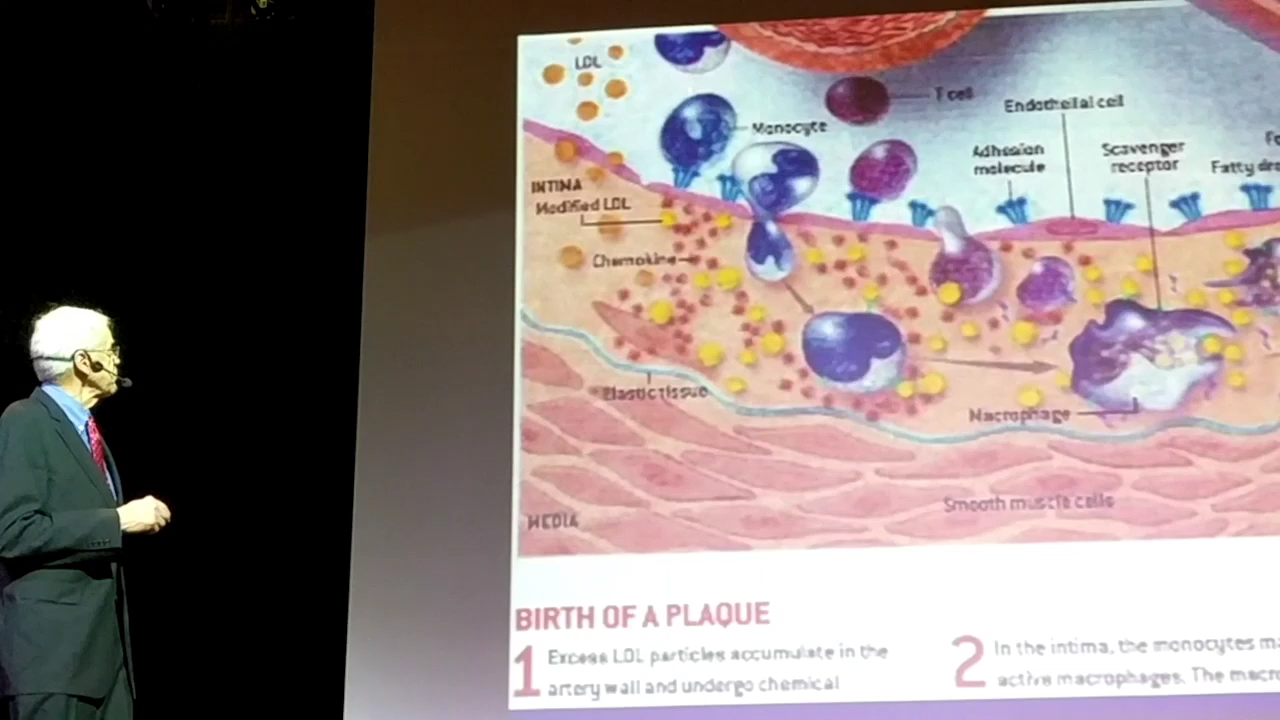 LDL
T cell
Monocyte
Endothelial cell
Adhesion
molecule
Scavenger
receptor
Fatty
INTIMA
Modified LDL
Chemokine
Elastic tissue
Macrophage
Smooth muscle cells
MEDIA
BIRTH OF A PLAQUE
1 Excess LDL particles accumulate in the
artery wall and undergo chemical
2 In the intima, the monocytes
active macrophages. The